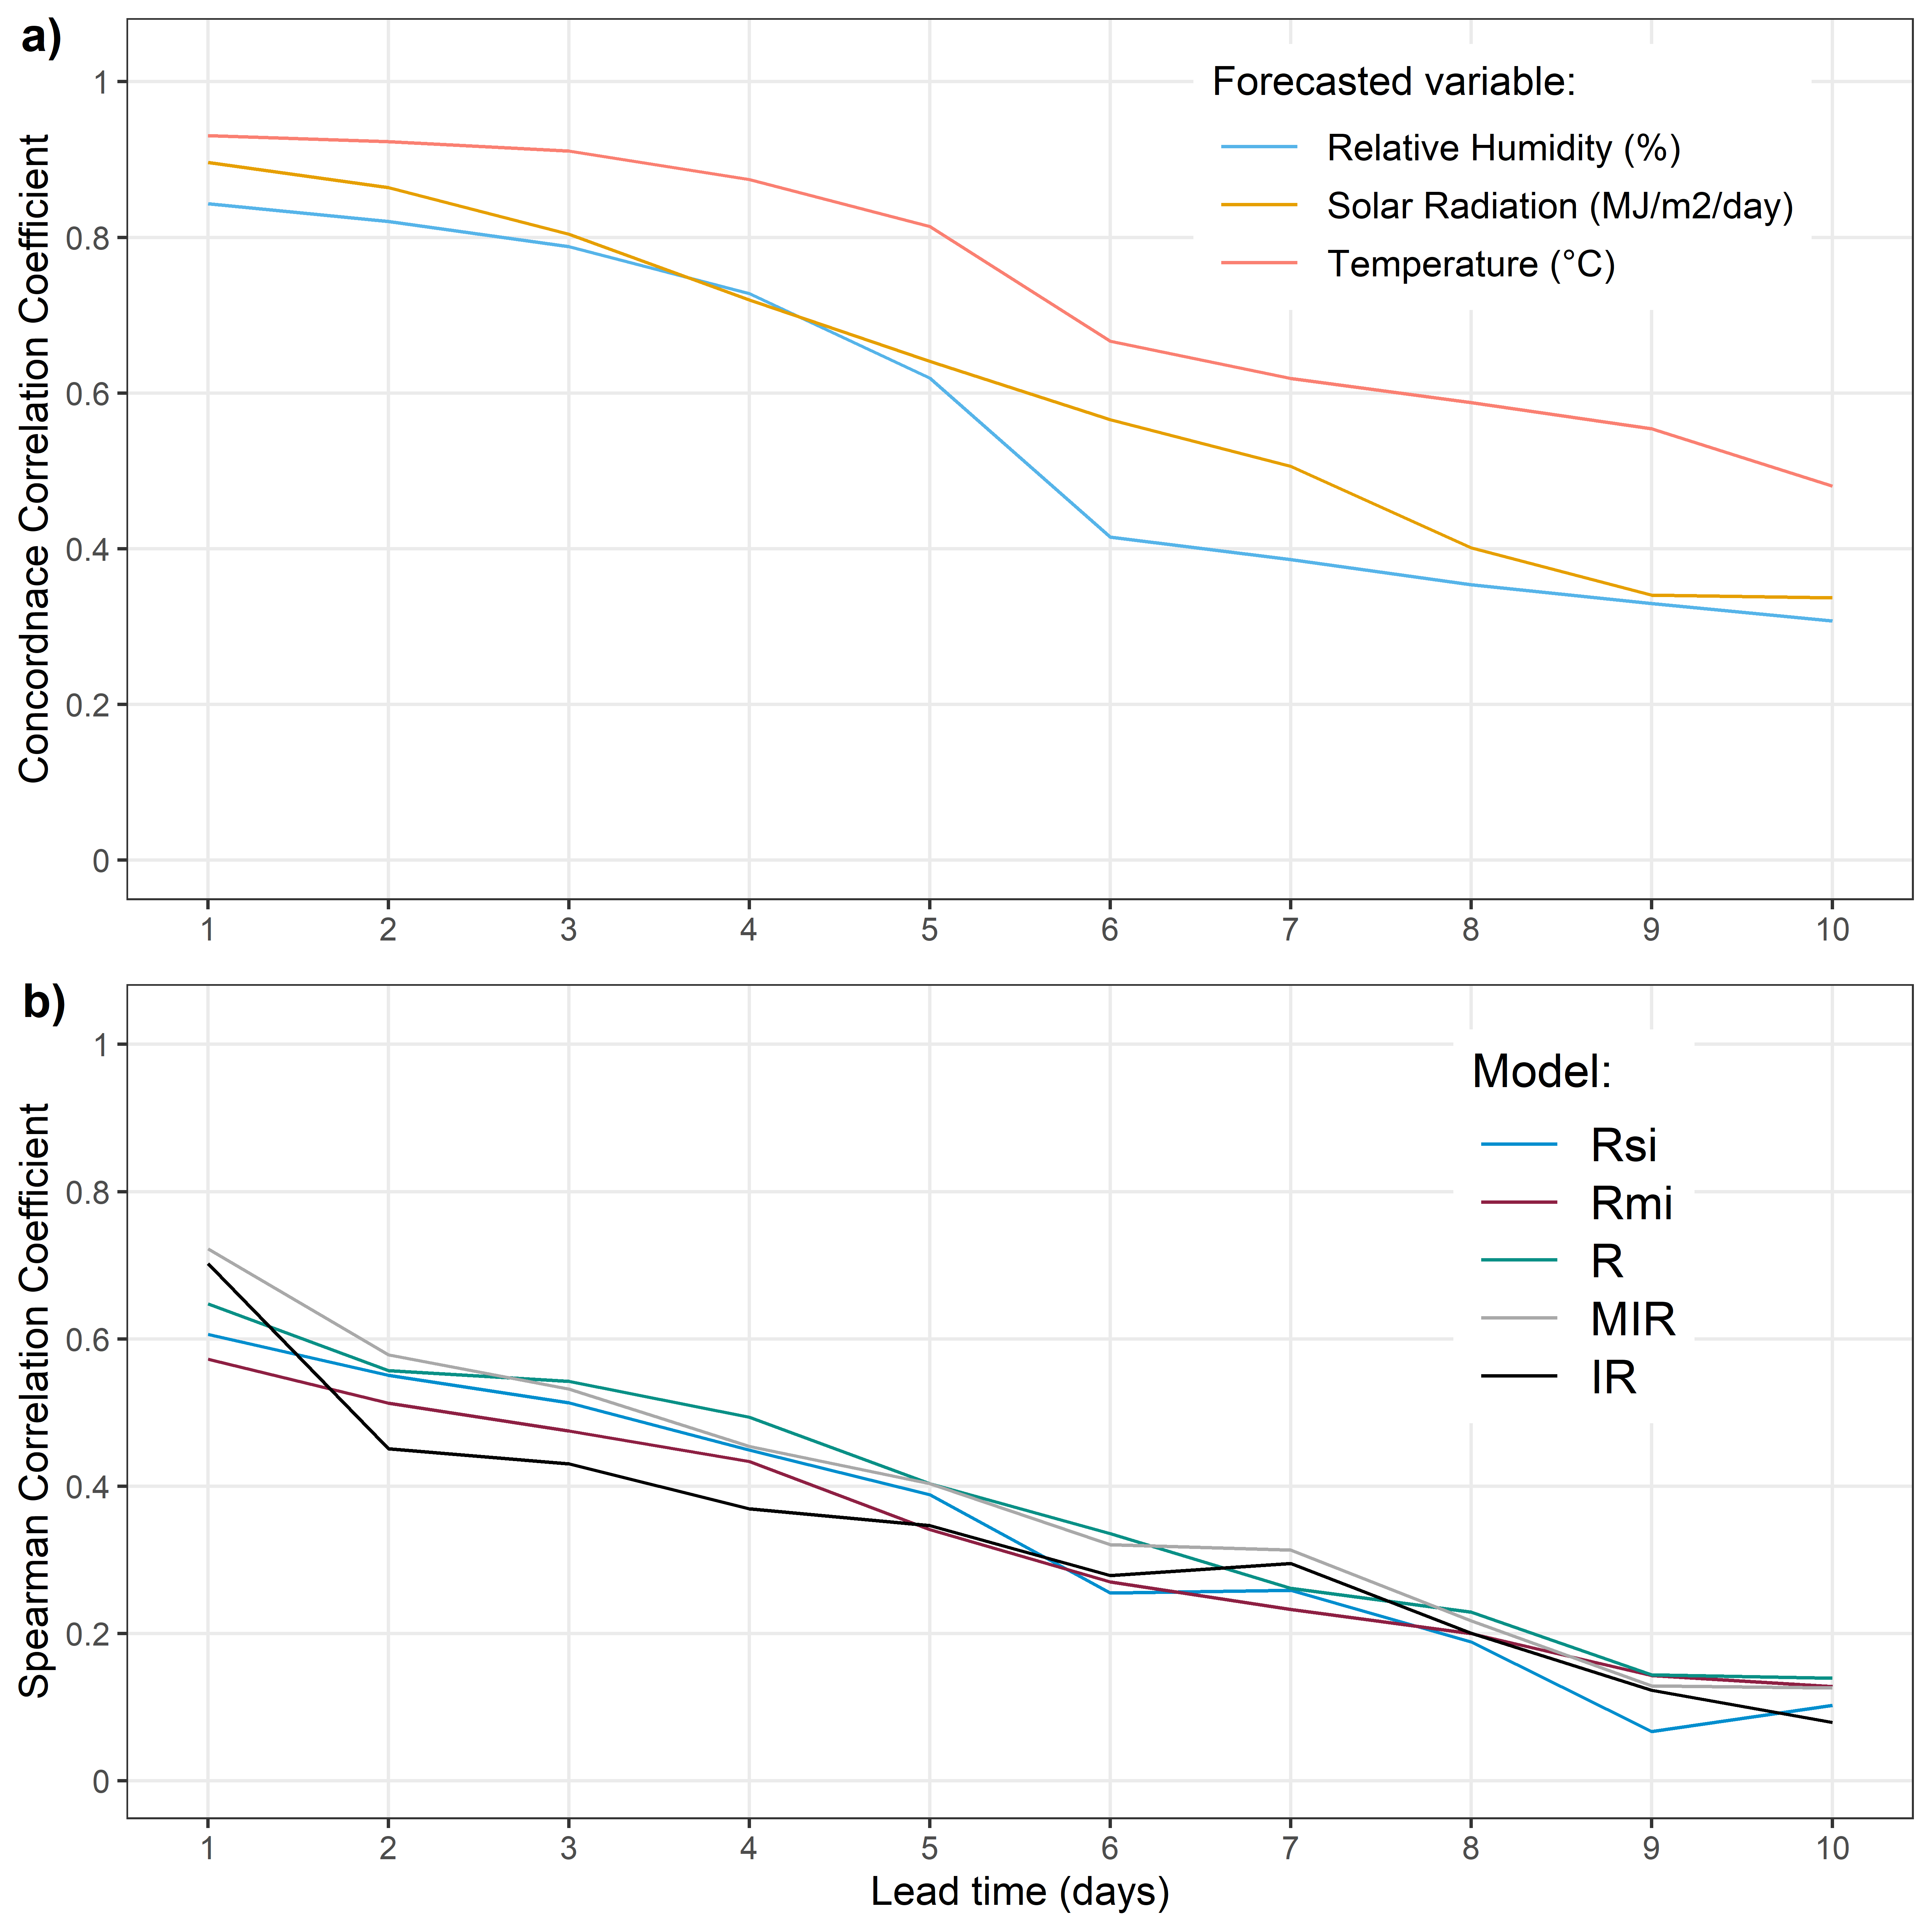 a)
Concordnace Correlation Coefficient
1
0.8
0.6
0.4
0.2
0
Forecasted variable:
Relative Humidity (%)
Solar Radiation (MJ/m2/day)
Temperature (°C)
1 2 3 4 5 6 7 8 9 10
b)
Spearman Correlation Coefficient
1
0.8
0.6
0.4
0.2
0
Model:
Rsi
Rmi
R
MIR
IR
1 2 3 4 5 6 7 8 9 10
Lead time (days)